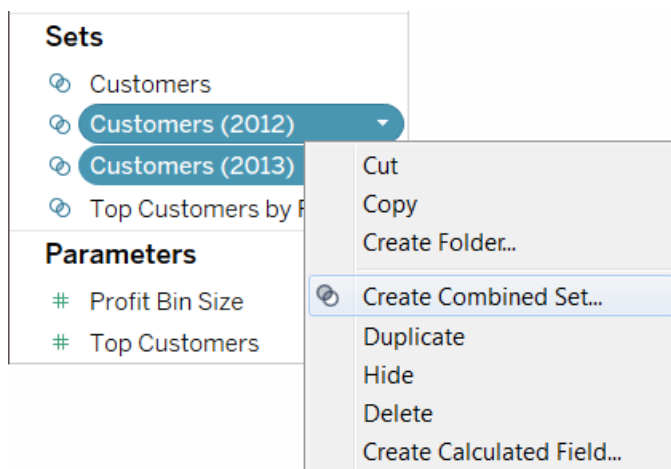 Sets
Customers
Customers (2012)
Customers (2013)
Top Customers by
Parameters
# Profit Bin Size
# Top Customers
Cut
Copy
Create Folder...
Create Combined Set...
Duplicate
Hide
Delete
Create Calculated Field...